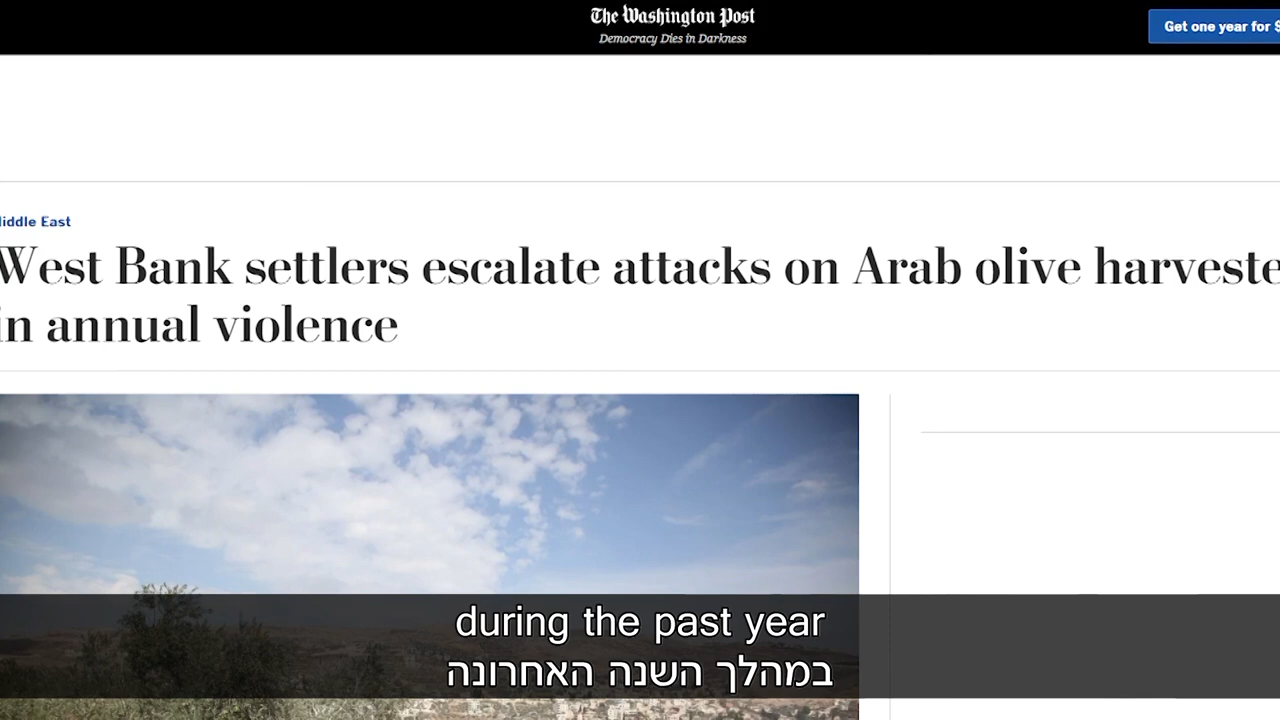 The Washington Post
Democracy Dies in Darkness
Get one year for $
iddle East
West Bank settlers escalate attacks on Arab olive harveste
in annual violence
during the past year
במהלך השנה האחרונה